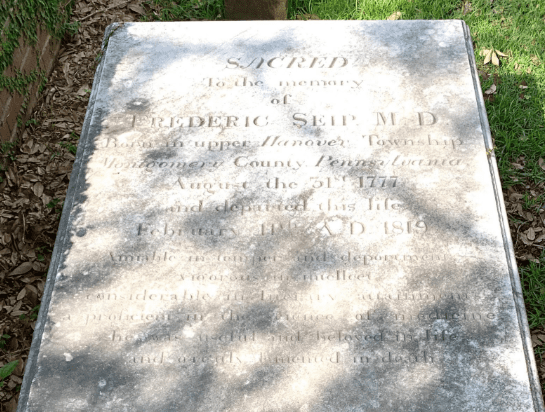 SACRED
To the memory
of
FREDERIC SEIP M D
Born in upper Hanover Township
Montgomery County Pennsilvania
August the 31st 1777
and departed this life
February 11th A.D. 1819
Amiable in temper and deportment
vigorous in intellect
considerable in literary attainments
a proficient in the science of medicine
he was useful and beloved in life
and greatly lamented in death